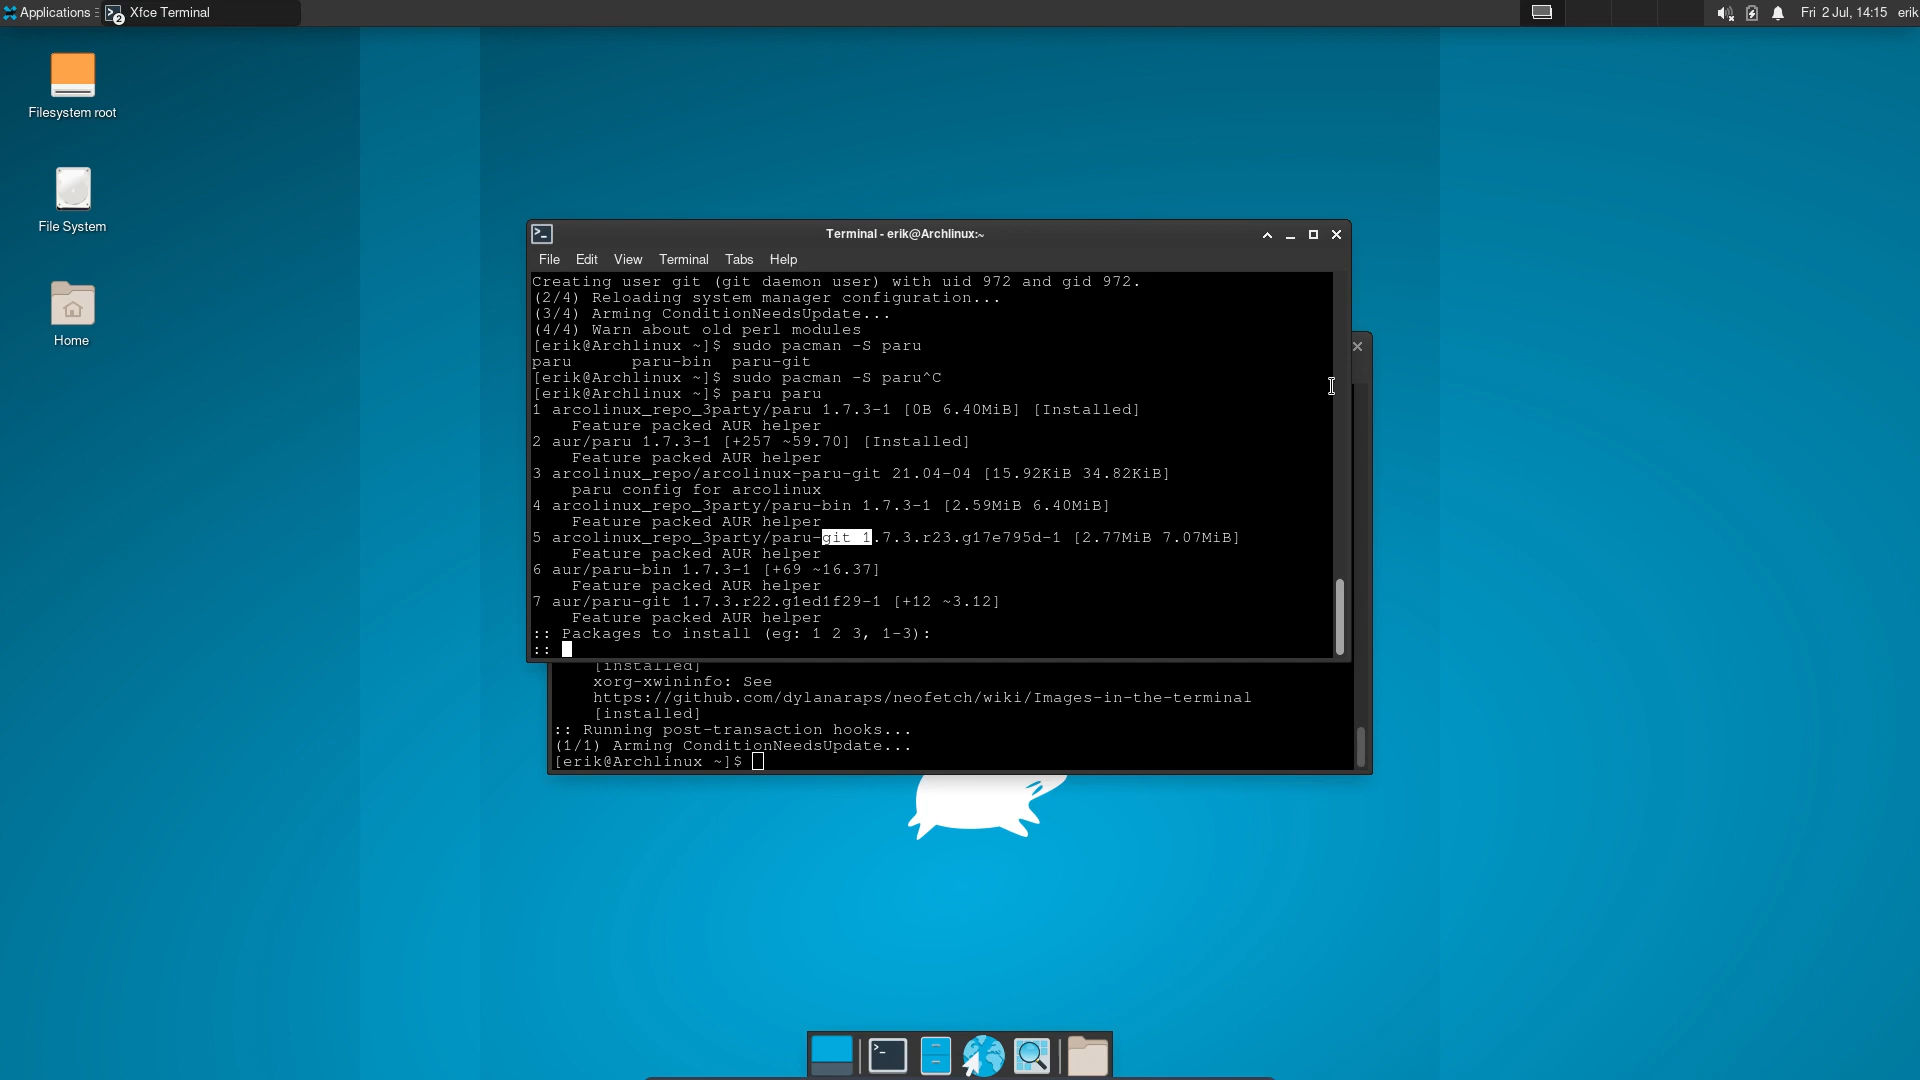 Applications
Xfce Terminal
2
Fri 2 Jul, 14:15
erik
Filesystem root
File System
Home
Terminal - erik@Archlinux:~
File Edit View Terminal Tabs Help
Creating user git (git daemon user) with uid 972 and gid 972.
(2/4) Reloading system manager configuration...
(3/4) Arming ConditionNeedsUpdate...
(4/4) Warn about old perl modules
[erik@Archlinux ~]$ sudo pacman -S paru
paru      paru-bin  paru-git
[erik@Archlinux ~]$ sudo pacman -S paru^C
[erik@Archlinux ~]$ paru paru
1 arcolinux_repo_3party/paru 1.7.3-1 [0B 6.40MiB] [Installed]
    Feature packed AUR helper
2 aur/paru 1.7.3-1 [+257 ~59.70] [Installed]
    Feature packed AUR helper
3 arcolinux_repo/arcolinux-paru-git 21.04-04 [15.92KiB 34.82KiB]
    paru config for arcolinux
4 arcolinux_repo_3party/paru-bin 1.7.3-1 [2.59MiB 6.40MiB]
    Feature packed AUR helper
5 arcolinux_repo_3party/paru-git 1.7.3.r23.g17e795d-1 [2.77MiB 7.07MiB]
    Feature packed AUR helper
6 aur/paru-bin 1.7.3-1 [+69 ~16.37]
    Feature packed AUR helper
7 aur/paru-git 1.7.3.r22.g1ed1f29-1 [+12 ~3.12]
    Feature packed AUR helper
:: Packages to install (eg: 1 2 3, 1-3):
::
[installed]
xorg-xwininfo: See
https://github.com/dylanaraps/neofetch/wiki/Images-in-the-terminal
[installed]
:: Running post-transaction hooks...
(1/1) Arming ConditionNeedsUpdate...
[erik@Archlinux ~]$